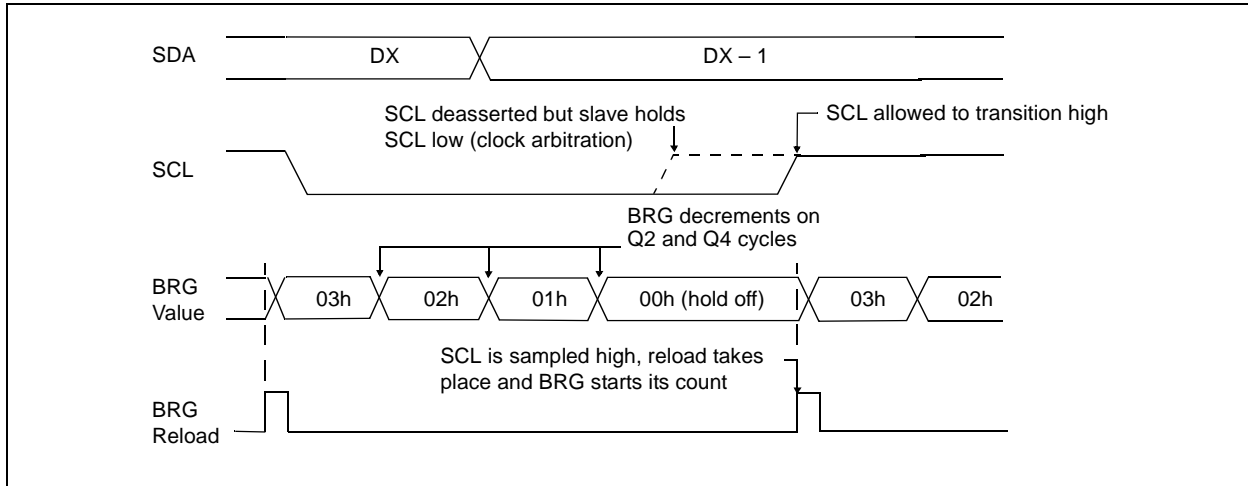 SDA
DX
DX – 1
SCL deasserted but slave holds
SCL low (clock arbitration)
SCL allowed to transition high
SCL
BRG decrements on
Q2 and Q4 cycles
BRG
Value
03h
02h
01h
00h (hold off)
03h
02h
SCL is sampled high, reload takes
place and BRG starts its count
BRG
Reload